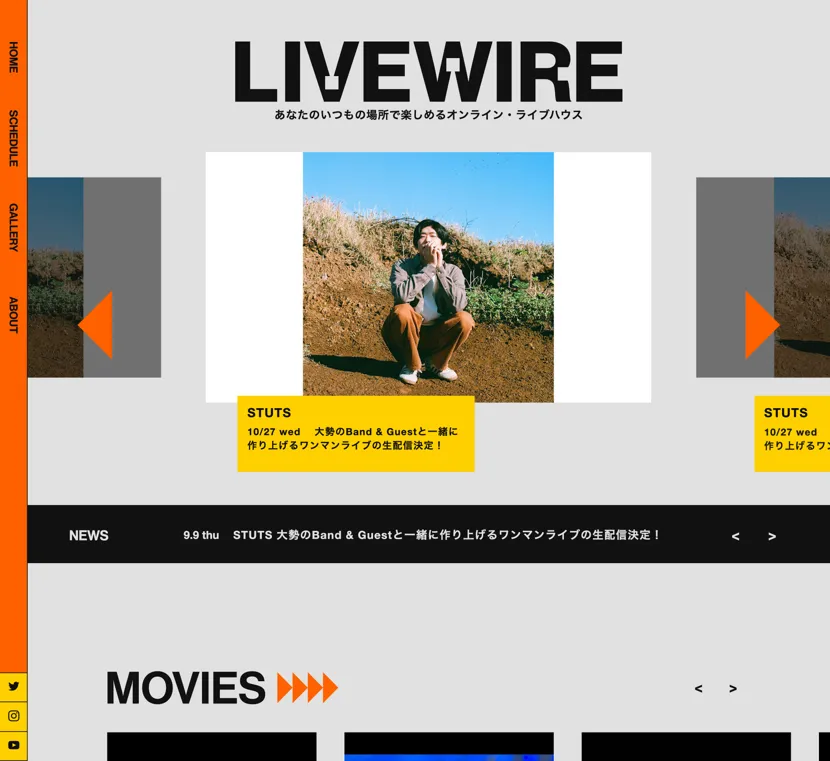 HOME
SCHEDULE
GALLERY
ABOUT
LIVEWIRE
あなたのいつもの場所で楽しめるオンライン・ライブハウス
STUTS
10/27 wed 大勢のBand & Guestと一緒に
作り上げるワンマンライブの生配信決定！
STUTS
10/27 wed
作り上げるワ
NEWS
9.9 thu STUTS 大勢のBand & Guestと一緒に作り上げるワンマンライブの生配信決定！
< >
MOVIES
< >